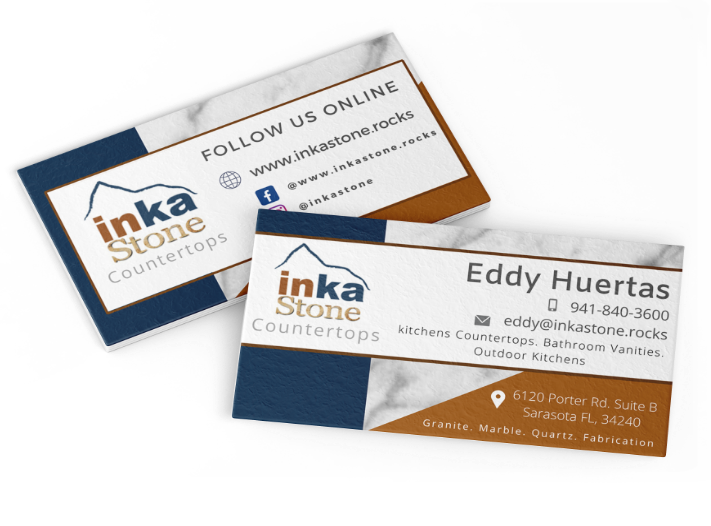 FOLLOW US ONLINE
www.inkastone.rocks
@www.inkastone.rocks
@inkastone
inka
Stone
Countertops
inka
Stone
Countertops
Eddy Huertas
941-840-3600
eddy@inkastone.rocks
kitchens Countertops. Bathroom Vanities.
Outdoor Kitchens
6120 Porter Rd. Suite B
Sarasota FL, 34240
Granite. Marble. Quartz. Fabrication